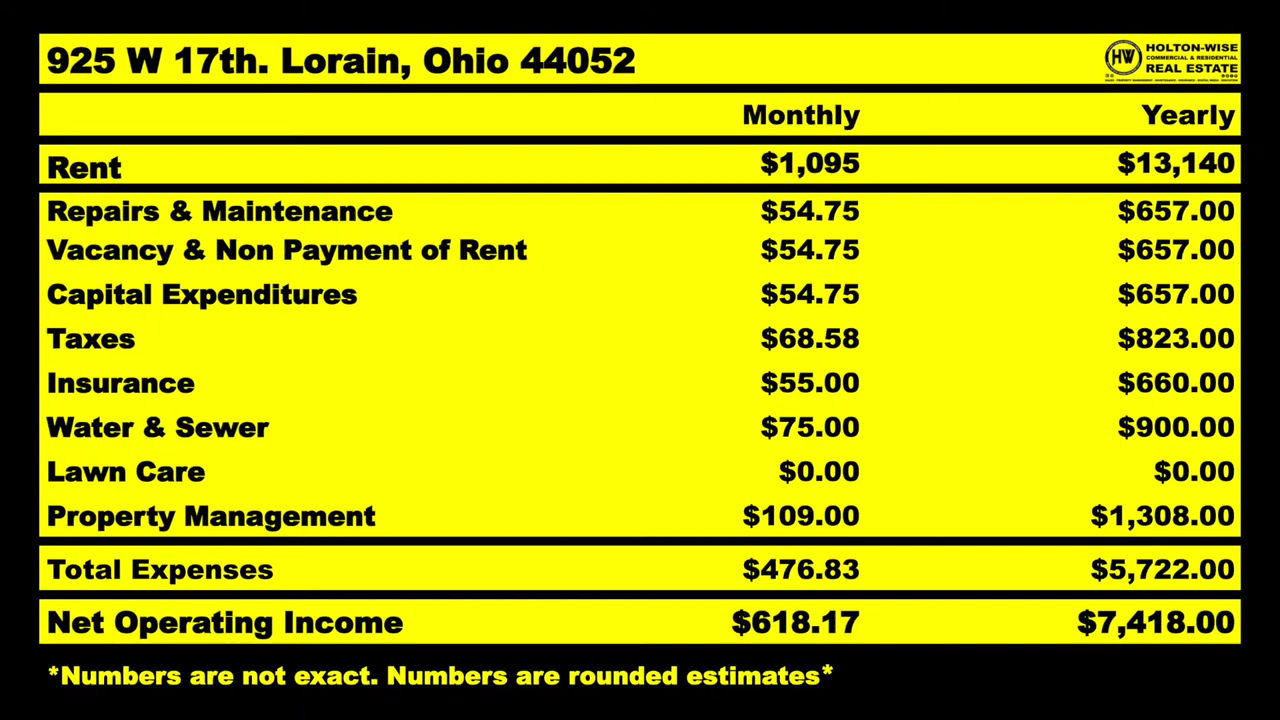 925 W 17th. Lorain, Ohio 44052
HOLTON-WISE
COMMERCIAL & RESIDENTIAL
REAL ESTATE
HW
Monthly Yearly
Rent $1,095 $13,140
Repairs & Maintenance $54.75 $657.00
Vacancy & Non Payment of Rent $54.75 $657.00
Capital Expenditures $54.75 $657.00
Taxes $68.58 $823.00
Insurance $55.00 $660.00
Water & Sewer $75.00 $900.00
Lawn Care $0.00 $0.00
Property Management $109.00 $1,308.00
Total Expenses $476.83 $5,722.00
Net Operating Income $618.17 $7,418.00
*Numbers are not exact. Numbers are rounded estimates*